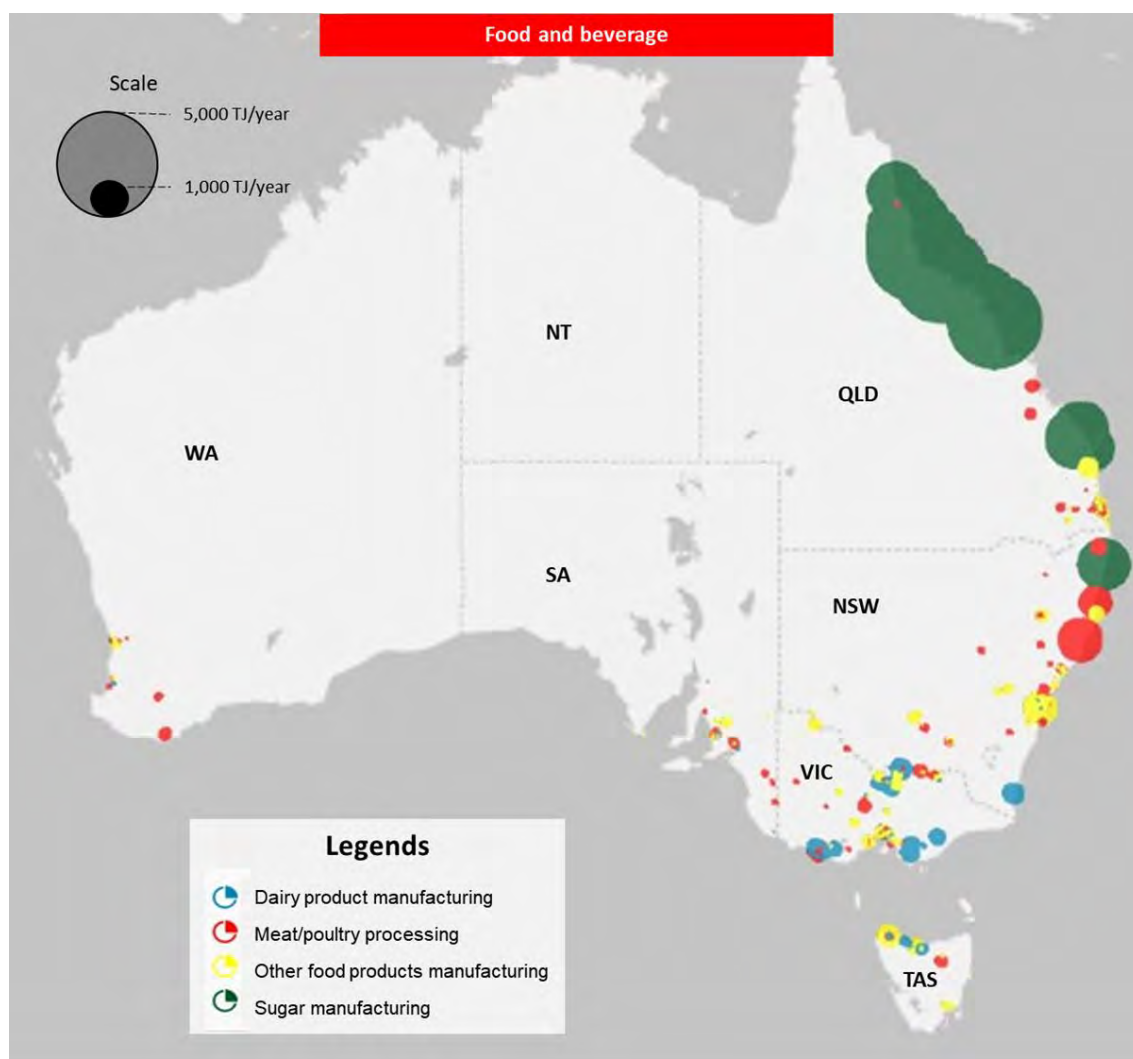 Food and beverage
Scale
5,000 TJ/year
1,000 TJ/year
NT
QLD
WA
SA
NSW
VIC
Legends
Dairy product manufacturing
Meat/poultry processing
Other food products manufacturing
Sugar manufacturing
TAS